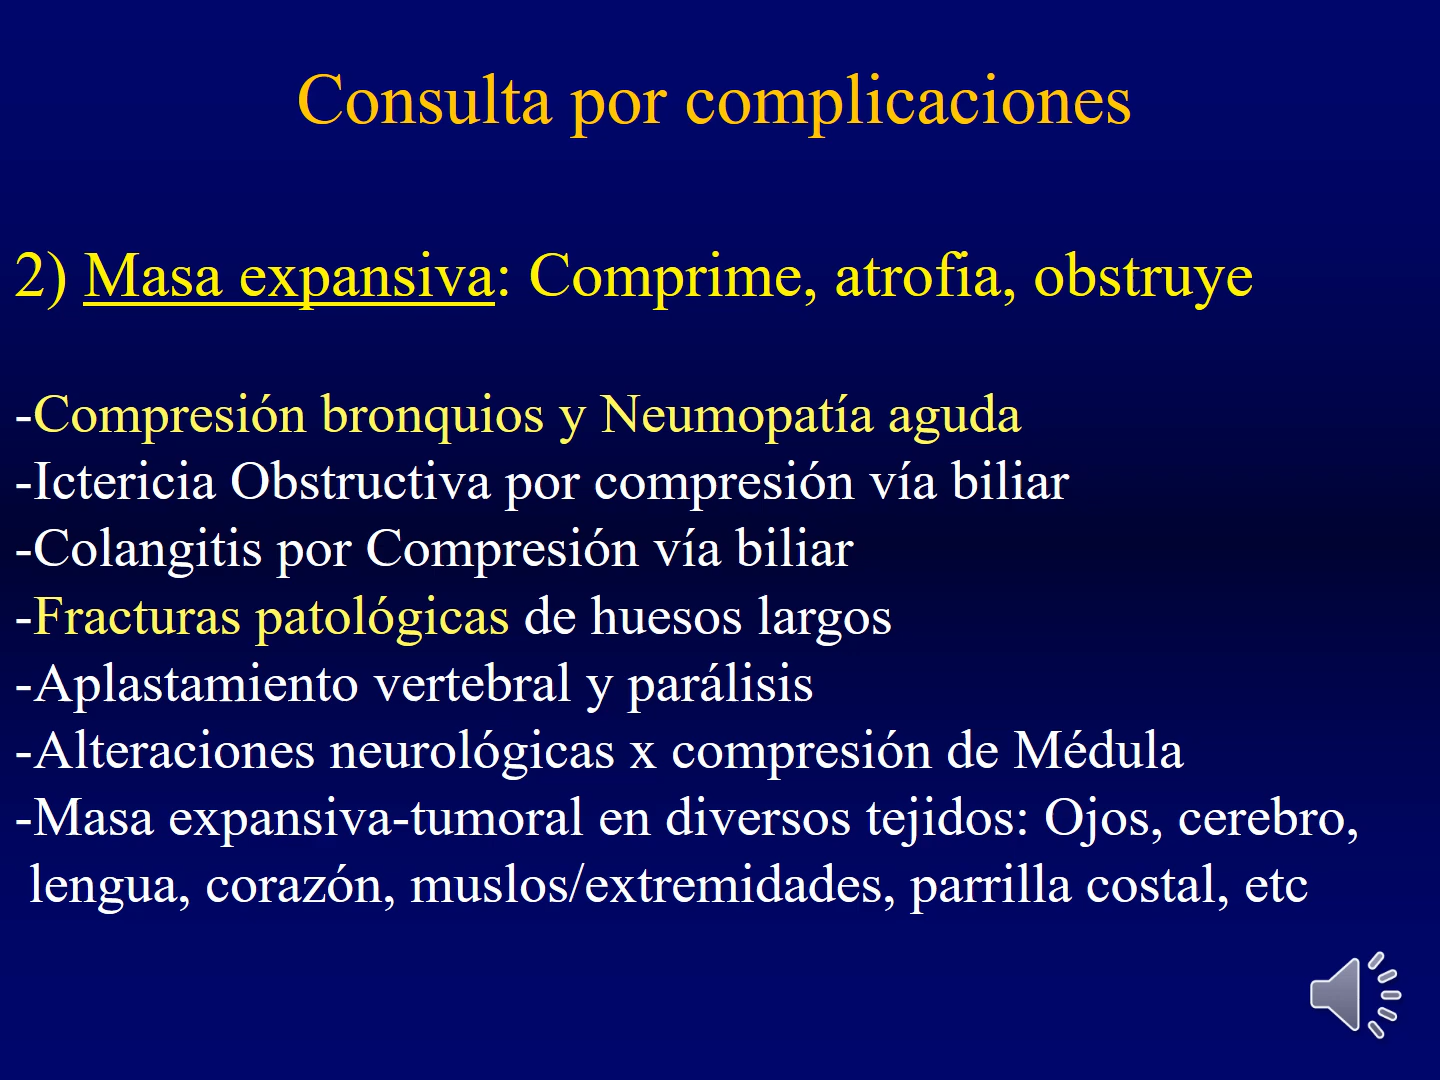 Consulta por complicaciones
2) Masa expansiva: Comprime, atrofia, obstruye
-Compresión bronquios y Neumopatía aguda
-Ictericia Obstructiva por compresión vía biliar
-Colangitis por Compresión vía biliar
-Fracturas patológicas de huesos largos
-Aplastamiento vertebral y parálisis
-Alteraciones neurológicas x compresión de Médula
-Masa expansiva-tumoral en diversos tejidos: Ojos, cerebro,
lengua, corazón, muslos/extremidades, parrilla costal, etc